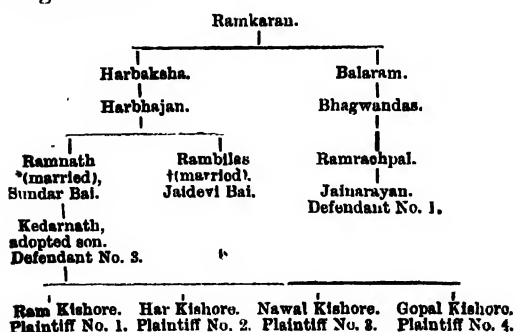 Ramkaran.
Harbaksha. Balaram.
Harbhajan. Bhagwandas.
Ramnath Rambilas Ramrachpal.
*(married), †(married). Jainarayan.
Sundar Bai. Jaidevi Bai. Defendant No. 1.
Kedarnath,
adopted son.
Defendant No. 3.
Ram Kishore. Har Kishore. Nawal Kishore. Gopal Kishore.
Plaintiff No. 1. Plaintiff No. 2. Plaintiff No. 3. Plaintiff No. 4.